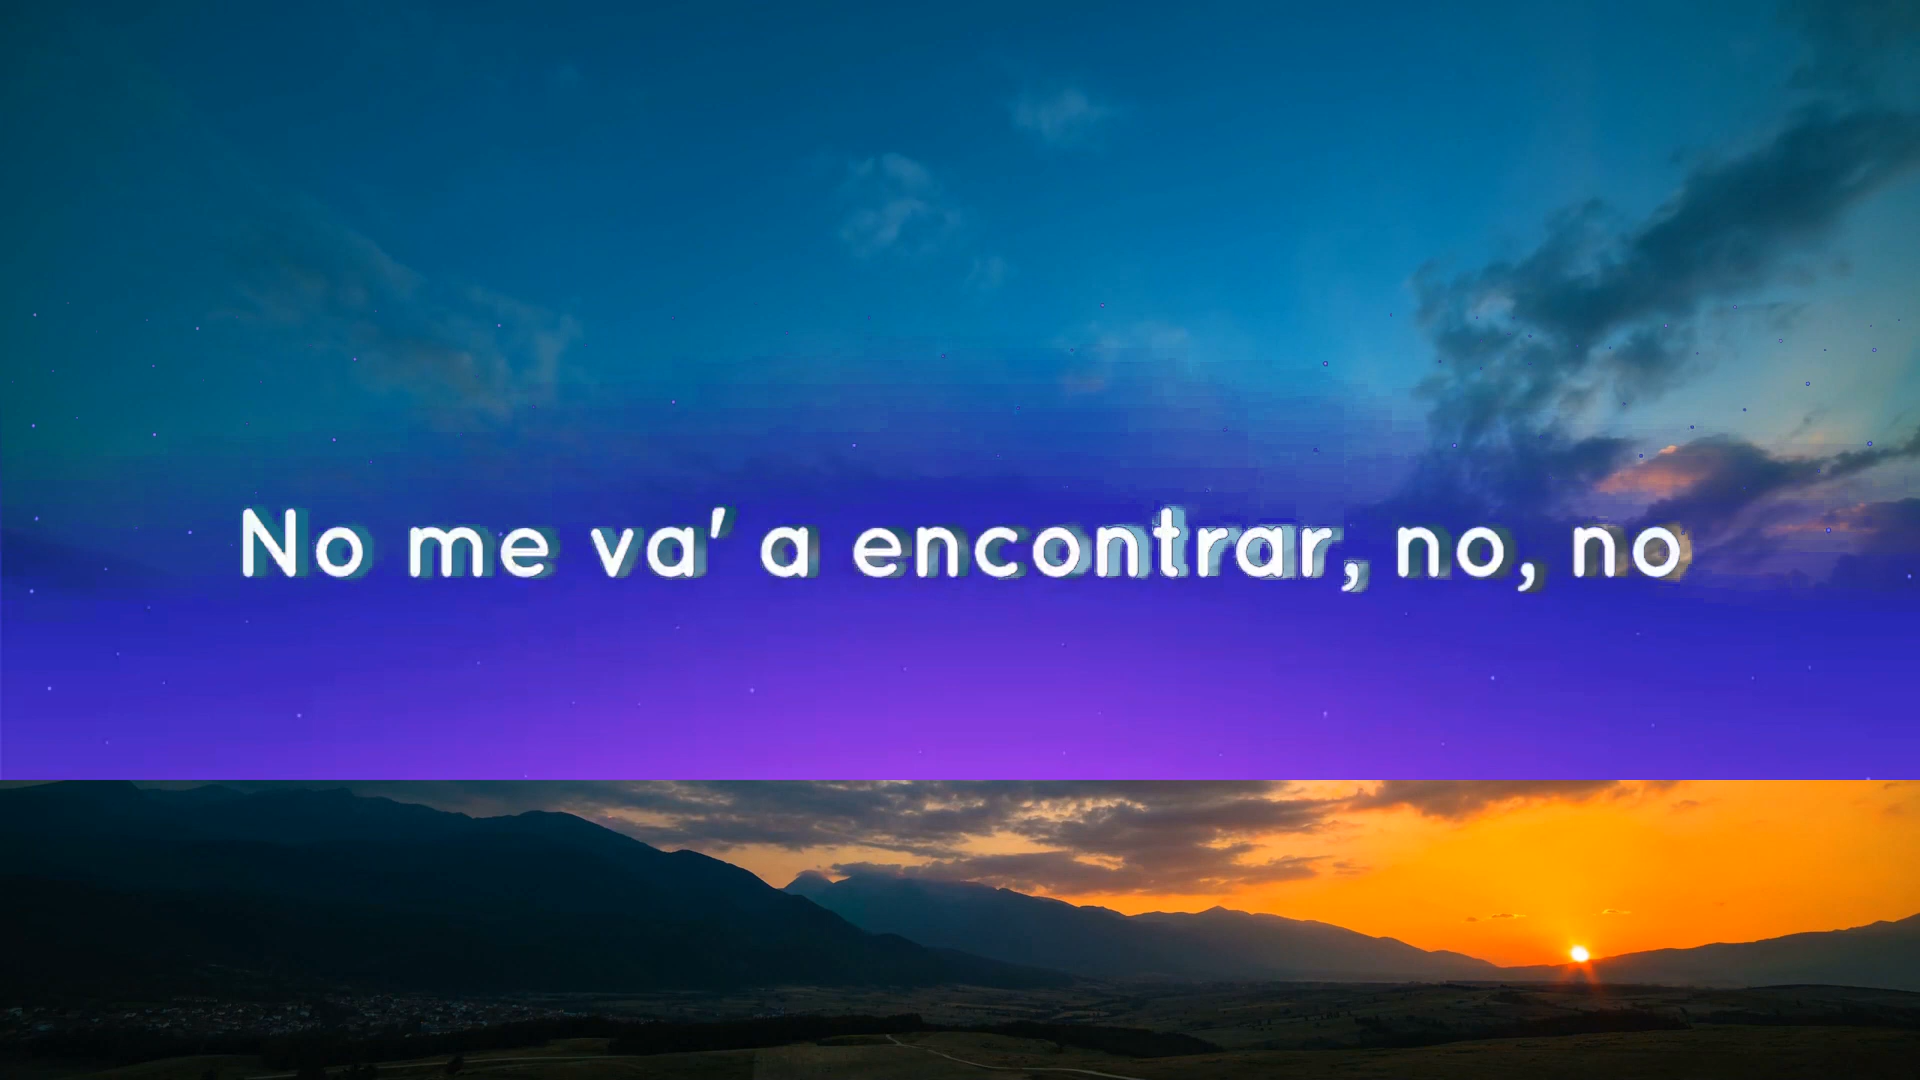 No me va' a encontrar, no, no